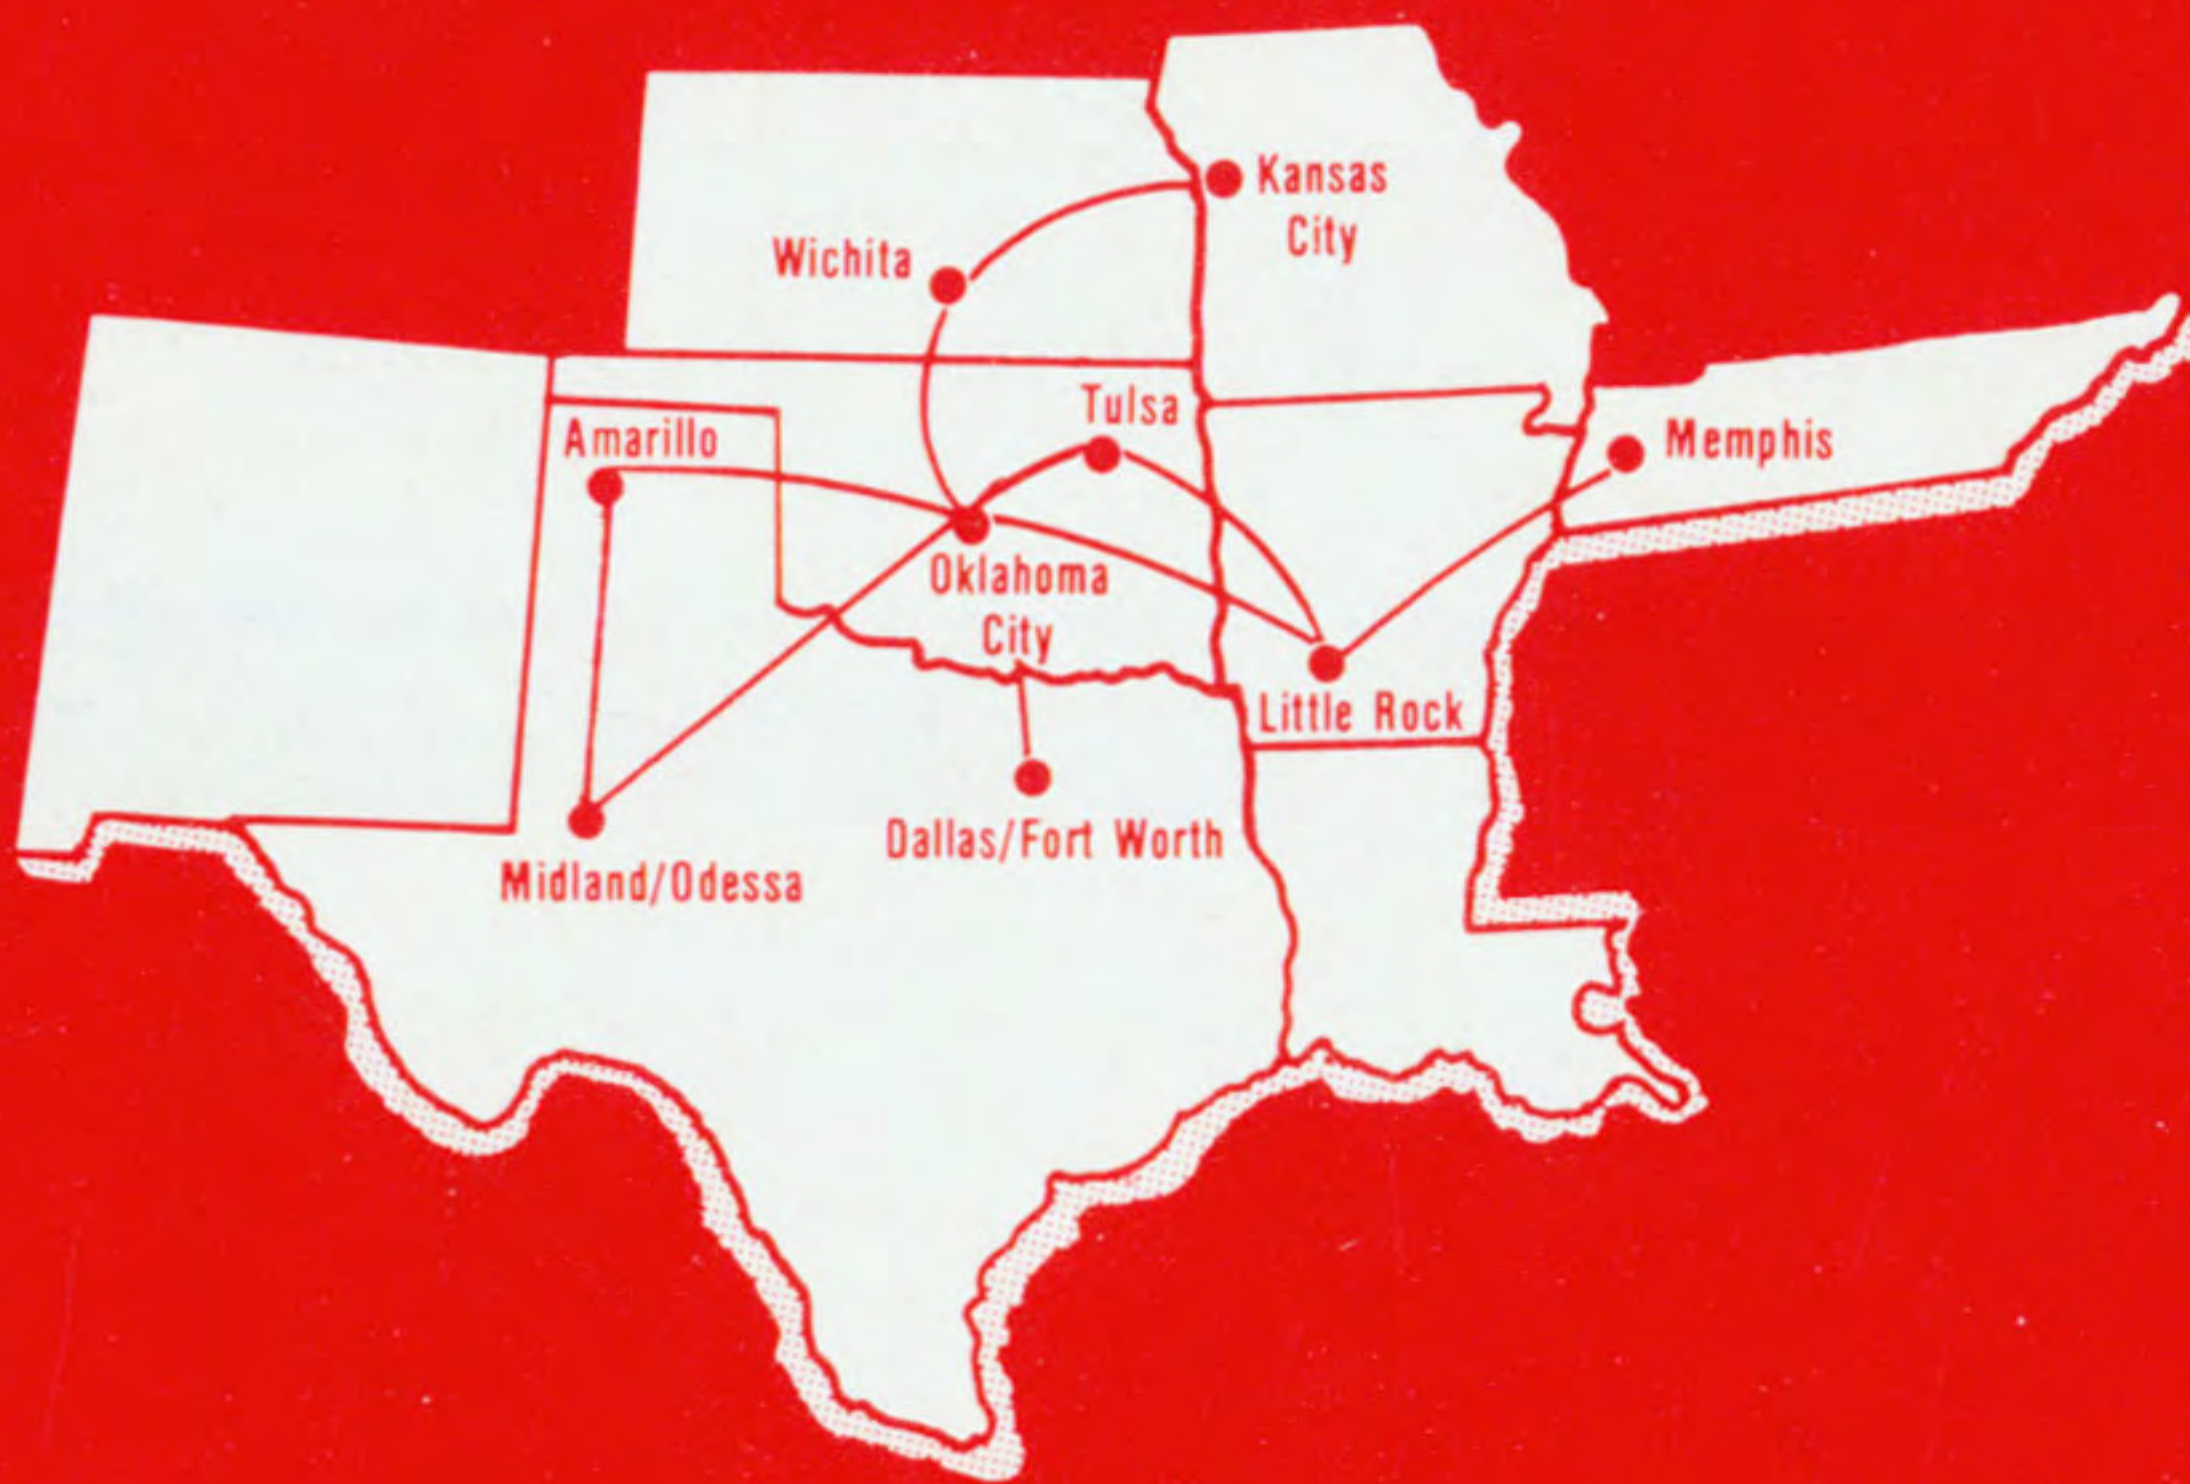 Kansas
City
Wichita
Tulsa
Amarillo
Memphis
Oklahoma
City
Little Rock
Dallas/Fort Worth
Midland/Odessa